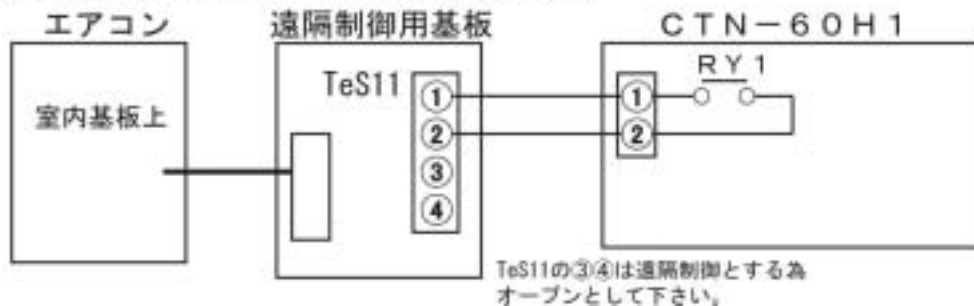 エアコン 遠隔制御用基板 CTN-60H1
RY1
TeS11 ① ①
室内基板上
② ②
③
④
TeS11の③④は遠隔制御とする為
オープンとして下さい。